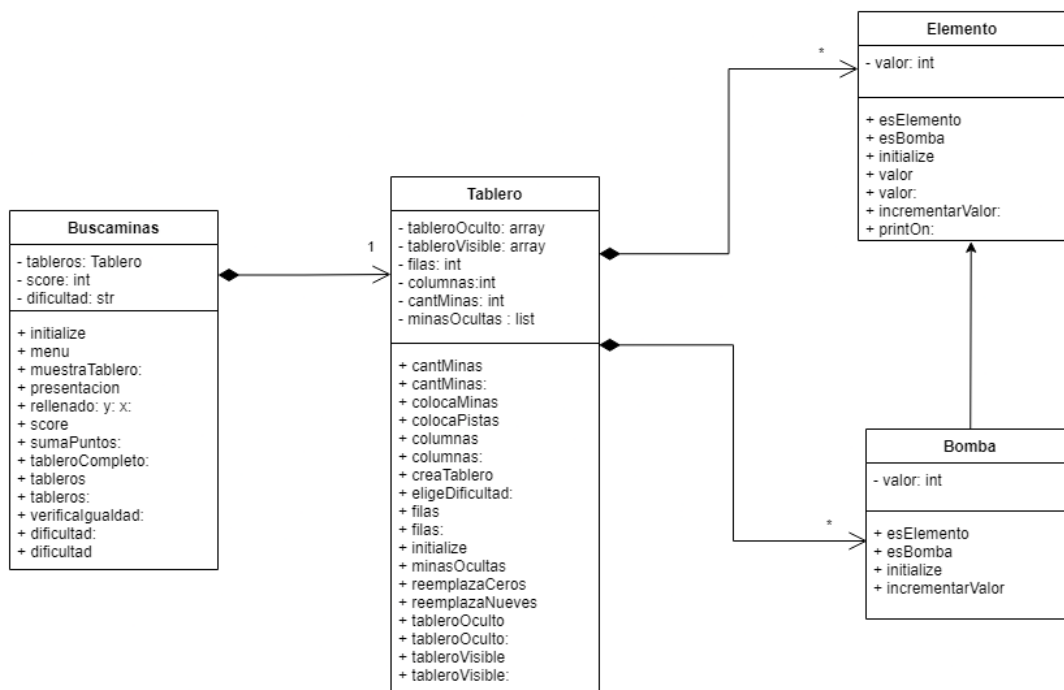 Buscaminas
- tableros: Tablero
- score: int
- dificultad: str
+ initialize
+ menu
+ muestraTablero:
+ presentacion
+ rellenado: y: x:
+ score
+ sumaPuntos:
+ tableroCompleto:
+ tableros
+ tableros:
+ verificaIgualdad:
+ dificultad:
+ dificultad
1
Tablero
- tableroOculto: array
- tableroVisible: array
- filas: int
- columnas:int
- cantMinas: int
- minasOcultas : list
+ cantMinas
+ cantMinas:
+ colocaMinas
+ colocaPistas
+ columnas
+ columnas:
+ creaTablero
+ eligeDificultad:
+ filas
+ filas:
+ initialize
+ minasOcultas
+ reemplazaCeros
+ reemplazaNueves
+ tableroOculto
+ tableroOculto:
+ tableroVisible
+ tableroVisible:
*
Elemento
- valor: int
+ esElemento
+ esBomba
+ initialize
+ valor
+ valor:
+ incrementarValor:
+ printOn:
*
Bomba
- valor: int
+ esElemento
+ esBomba
+ initialize
+ incrementarValor